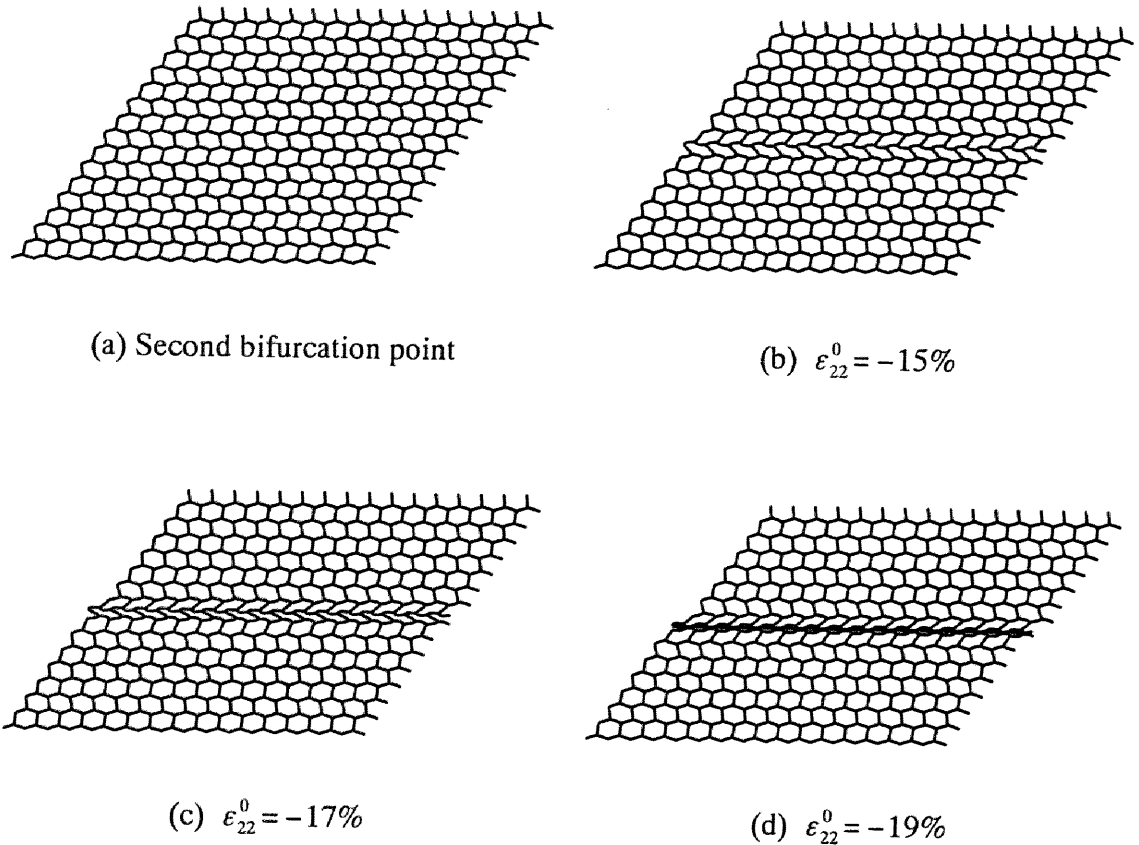 (a) Second bifurcation point
(b) ε⁰₂₂ = −15%
(c) ε⁰₂₂ = −17%
(d) ε⁰₂₂ = −19%